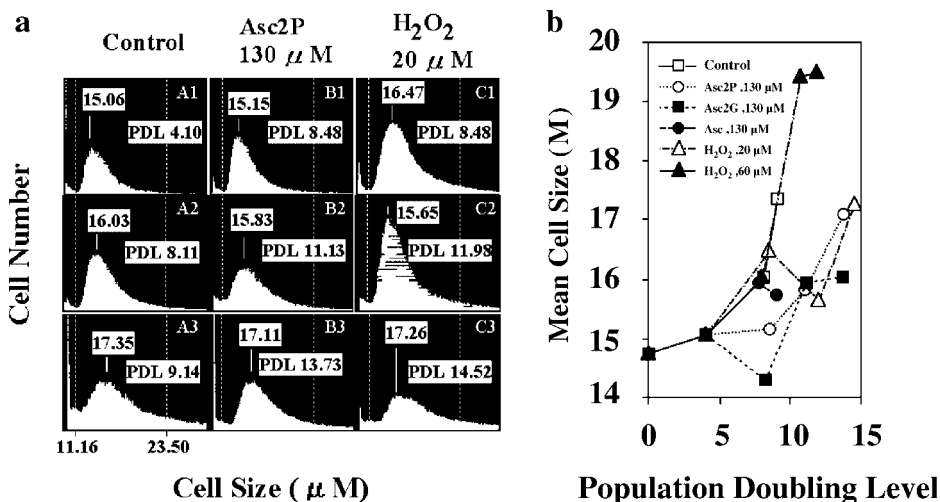 a
Control
Asc2P
130 μ M
H2O2
20 μ M
Cell Number
A1
15.06
PDL 4.10
B1
15.15
PDL 8.48
C1
16.47
PDL 8.48
A2
16.03
PDL 8.11
B2
15.83
PDL 11.13
C2
15.65
PDL 11.98
A3
17.35
PDL 9.14
B3
17.11
PDL 13.73
C3
17.26
PDL 14.52
11.16
23.50
Cell Size ( μ M)
b
Mean Cell Size (M)
20
19
18
17
16
15
14
Control
Asc2P ,130 μM
Asc2G ,130 μM
Asc ,130 μM
H2O2 ,20 μM
H2O2 ,60 μM
0
5
10
15
Population Doubling Level